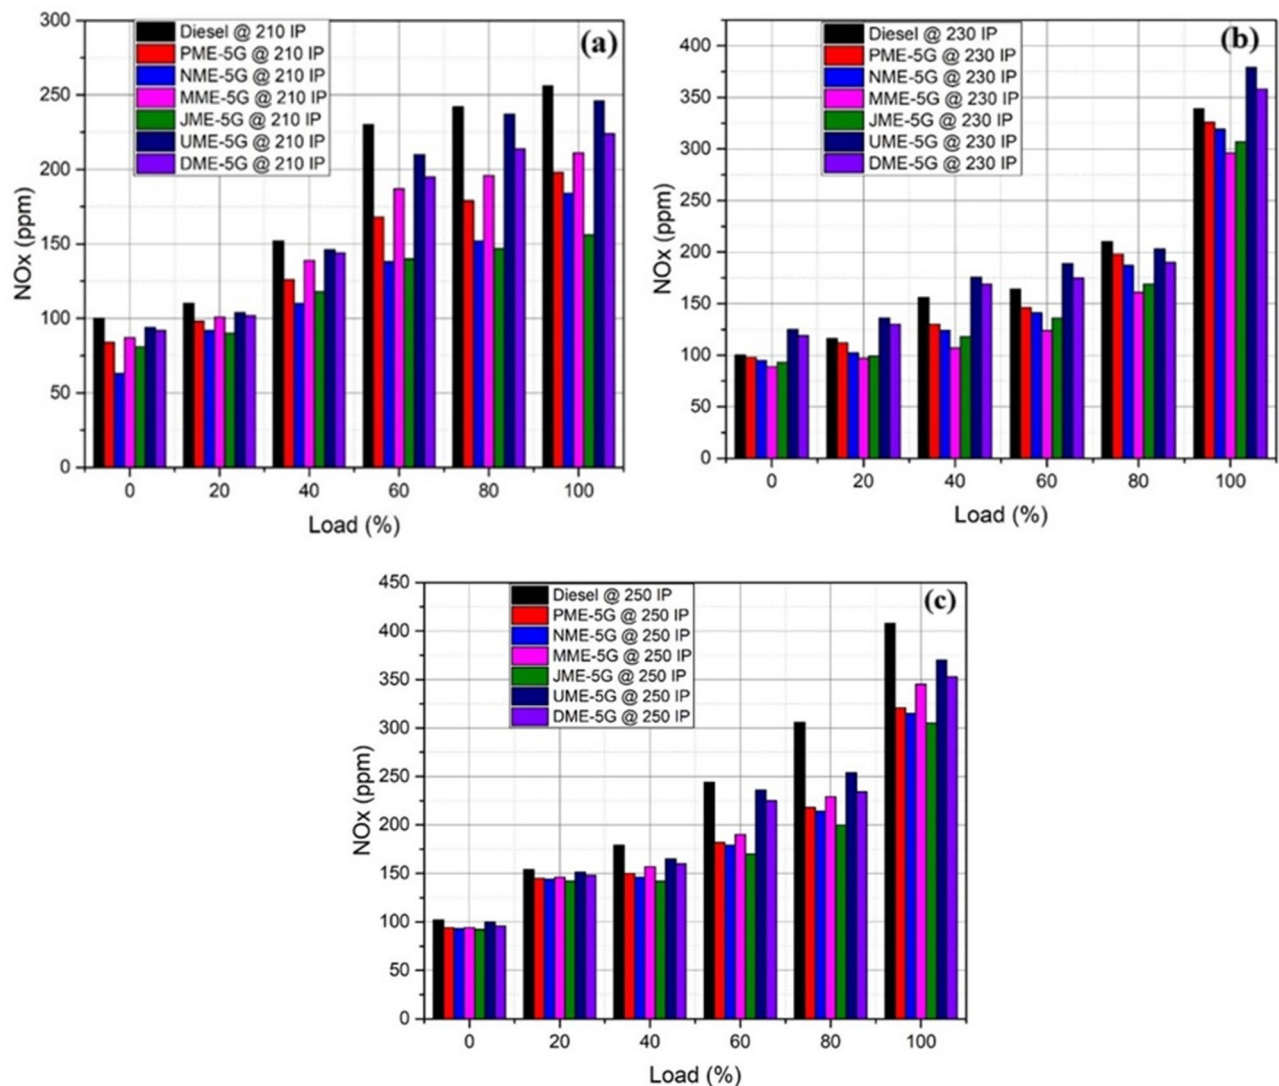 (a)
Diesel @ 210 IP
PME-5G @ 210 IP
NME-5G @ 210 IP
MME-5G @ 210 IP
JME-5G @ 210 IP
UME-5G @ 210 IP
DME-5G @ 210 IP
300
250
200
150
100
50
0
NOx (ppm)
0 20 40 60 80 100
Load (%)
(b)
Diesel @ 230 IP
PME-5G @ 230 IP
NME-5G @ 230 IP
MME-5G @ 230 IP
JME-5G @ 230 IP
UME-5G @ 230 IP
DME-5G @ 230 IP
400
350
300
250
200
150
100
50
0
NOx (ppm)
0 20 40 60 80 100
Load (%)
(c)
Diesel @ 250 IP
PME-5G @ 250 IP
NME-5G @ 250 IP
MME-5G @ 250 IP
JME-5G @ 250 IP
UME-5G @ 250 IP
DME-5G @ 250 IP
450
400
350
300
250
200
150
100
50
0
NOx (ppm)
0 20 40 60 80 100
Load (%)